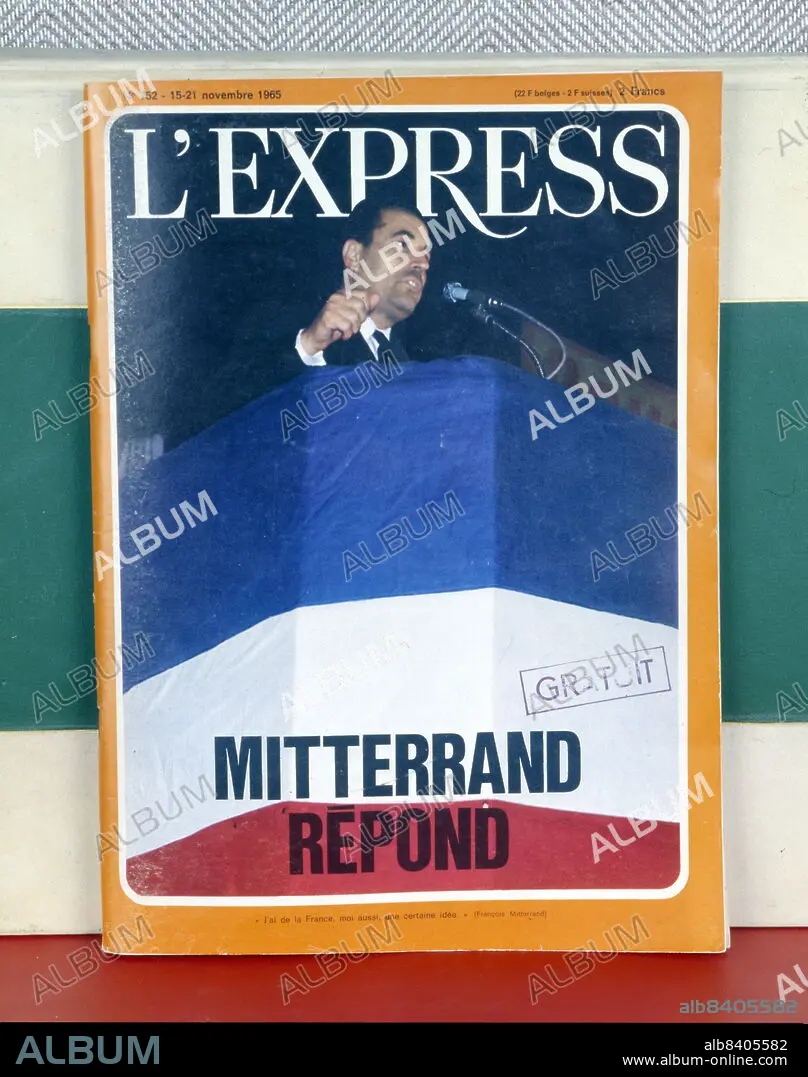 N° 752 - 15-21 novembre 1965
(22 F belges - 2 F suisses) 2 Francs
L'EXPRESS
GRATUIT
MITTERRAND
RÉPOND
« J'ai de la France, moi aussi, une certaine idée. » (François Mitterrand)
alb8405582
ALBUM
alb8405582
www.album-online.com